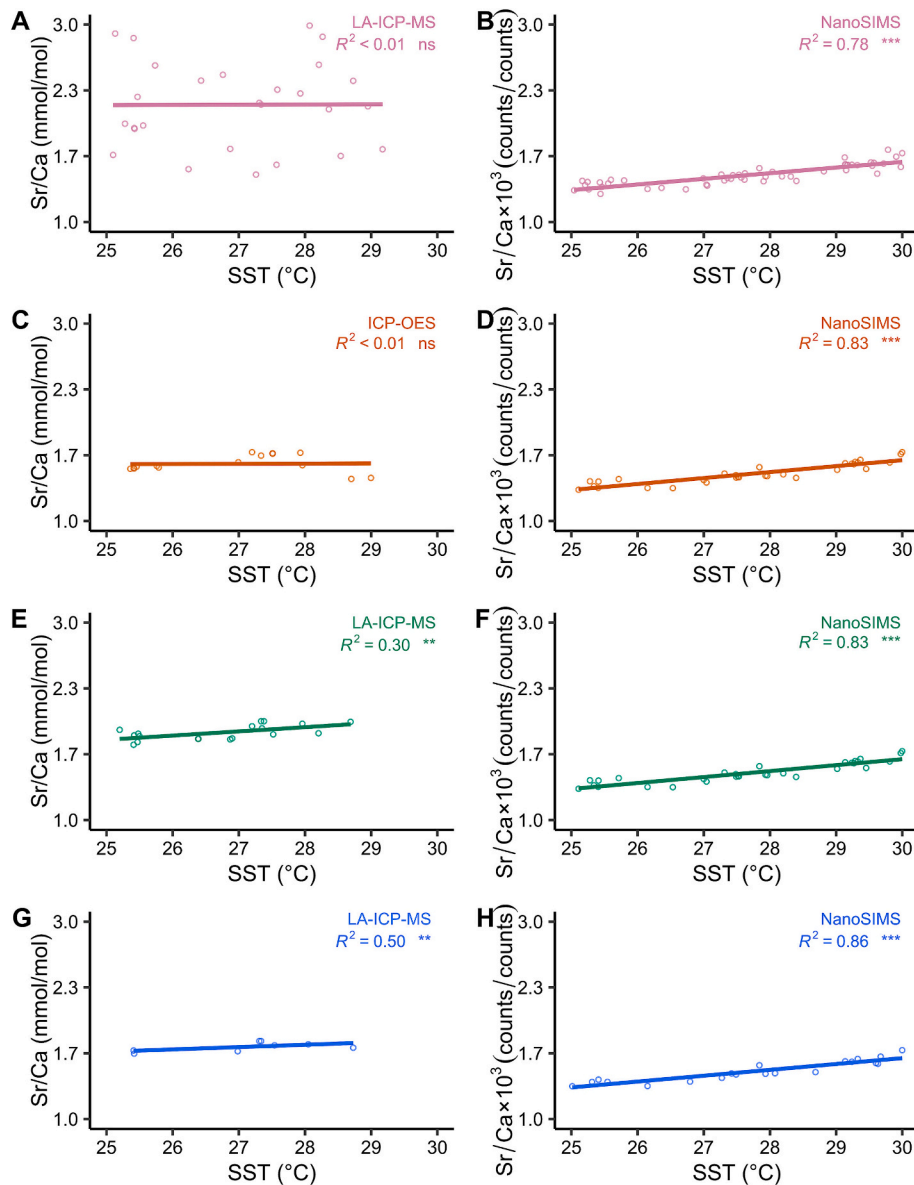 A
LA-ICP-MS
R² < 0.01 ns
Sr/Ca (mmol/mol)
3.0
2.3
1.7
1.0
25 26 27 28 29 30
SST (°C)
B
NanoSIMS
R² = 0.78 ***
Sr/Ca×10³(counts/counts)
3.0
2.3
1.7
1.0
25 26 27 28 29 30
SST (°C)
C
ICP-OES
R² < 0.01 ns
Sr/Ca (mmol/mol)
3.0
2.3
1.7
1.0
25 26 27 28 29 30
SST (°C)
D
NanoSIMS
R² = 0.83 ***
Sr/Ca×10³(counts/counts)
3.0
2.3
1.7
1.0
25 26 27 28 29 30
SST (°C)
E
LA-ICP-MS
R² = 0.30 **
Sr/Ca (mmol/mol)
3.0
2.3
1.7
1.0
25 26 27 28 29 30
SST (°C)
F
NanoSIMS
R² = 0.83 ***
Sr/Ca×10³(counts/counts)
3.0
2.3
1.7
1.0
25 26 27 28 29 30
SST (°C)
G
LA-ICP-MS
R² = 0.50 **
Sr/Ca (mmol/mol)
3.0
2.3
1.7
1.0
25 26 27 28 29 30
SST (°C)
H
NanoSIMS
R² = 0.86 ***
Sr/Ca×10³(counts/counts)
3.0
2.3
1.7
1.0
25 26 27 28 29 30
SST (°C)